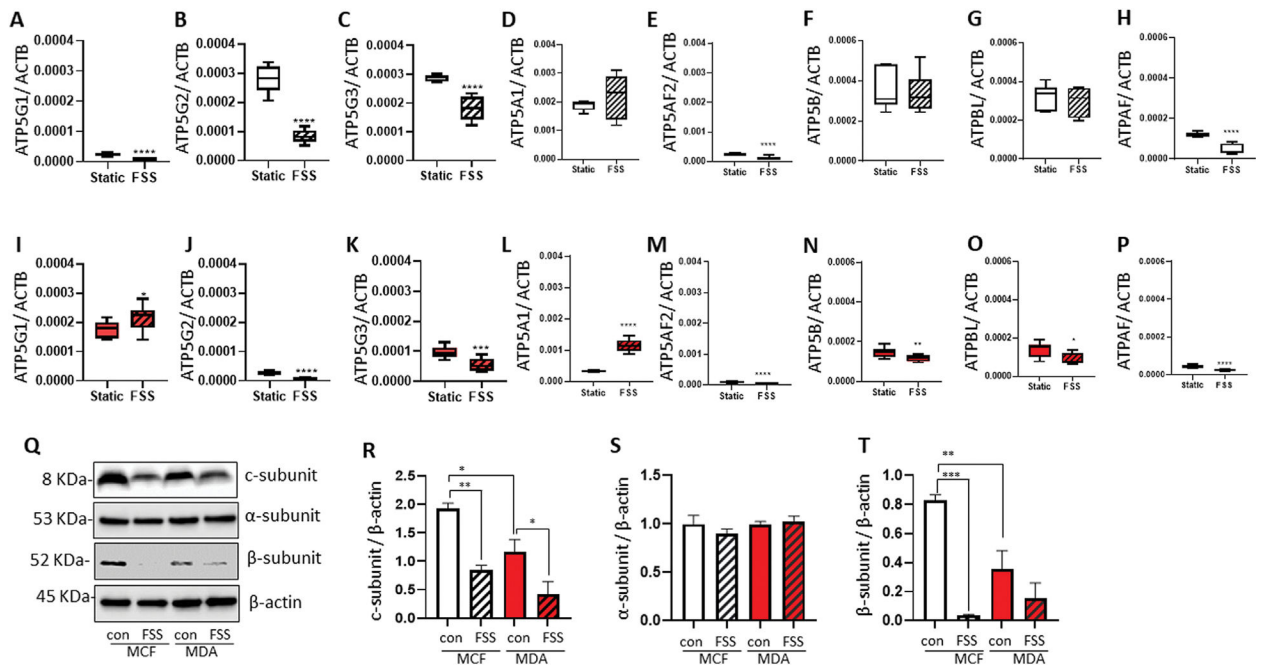 A
ATP5G1/ ACTB
0.0004
0.0003
0.0002
0.0001
0.0000
****
Static FSS
B
ATP5G2/ ACTB
0.0004
0.0003
0.0002
0.0001
0.0000
****
Static FSS
C
ATP5G3/ ACTB
0.0004
0.0003
0.0002
0.0001
0.0000
****
Static FSS
D
ATP5A1/ ACTB
0.004
0.003
0.002
0.001
0.000
Static FSS
E
ATP5AF2/ ACTB
0.004
0.003
0.002
0.001
0.000
****
Static FSS
F
ATP5B/ ACTB
0.0006
0.0004
0.0002
0.0000
Static FSS
G
ATPBL/ ACTB
0.0006
0.0004
0.0002
0.0000
Static FSS
H
ATPAF/ ACTB
0.0006
0.0004
0.0002
0.0000
****
Static FSS
I
ATP5G1/ ACTB
0.0004
0.0003
0.0002
0.0001
0.0000
*
Static FSS
J
ATP5G2/ ACTB
0.0004
0.0003
0.0002
0.0001
0.0000
****
Static FSS
K
ATP5G3/ ACTB
0.0004
0.0003
0.0002
0.0001
0.0000
***
Static FSS
L
ATP5A1/ ACTB
0.004
0.003
0.002
0.001
0.000
****
Static FSS
M
ATP5AF2/ ACTB
0.004
0.003
0.002
0.001
0.000
****
Static FSS
N
ATP5B/ ACTB
0.0006
0.0004
0.0002
0.0000
**
Static FSS
O
ATPBL/ ACTB
0.0006
0.0004
0.0002
0.0000
*
Static FSS
P
ATPAF/ ACTB
0.0006
0.0004
0.0002
0.0000
****
Static FSS
Q
8 KDa- c-subunit
53 KDa- α-subunit
52 KDa- β-subunit
45 KDa- β-actin
con FSS con FSS
MCF MDA
R
c-subunit / β-actin
2.5
2.0
1.5
1.0
0.5
0.0
*
**
*
con FSS con FSS
MCF MDA
S
α-subunit / β-actin
1.5
1.0
0.5
0.0
con FSS con FSS
MCF MDA
T
β-subunit / β-actin
1.0
0.8
0.6
0.4
0.2
0.0
**
***
con FSS con FSS
MCF MDA